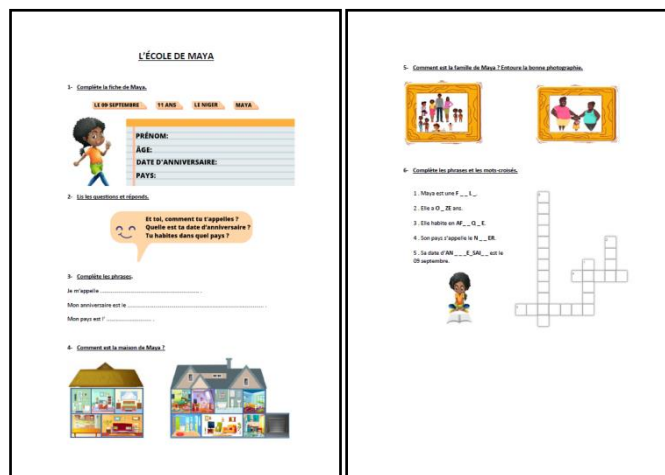 L'ÉCOLE DE MAYA
1- Complète la fiche de Maya.
LE 09 SEPTEMBRE 11 ANS LE NIGER MAYA
PRÉNOM:
ÂGE:
DATE D'ANNIVERSAIRE:
PAYS:
2- Lis les questions et réponds.
Et toi, comment tu t'appelles ?
Quelle est ta date d'anniversaire ?
Tu habites dans quel pays ?
3- Complète les phrases.
Je m'appelle ..............................................
Mon anniversaire est le ..............................................................
Mon pays est l' .....................
4- Comment est la maison de Maya ?
5- Comment est la famille de Maya ? Entoure la bonne photographie.
6- Complète les phrases et les mots-croisés.
1 . Maya est une F _ _ L _.
2 . Elle a O _ ZE ans.
3 . Elle habite en AF_ _ Q _ E.
4 . Son pays s'appelle le N _ _ ER.
5 . Sa date d'AN _ _ _E_SAI_ _ est le
09 septembre.